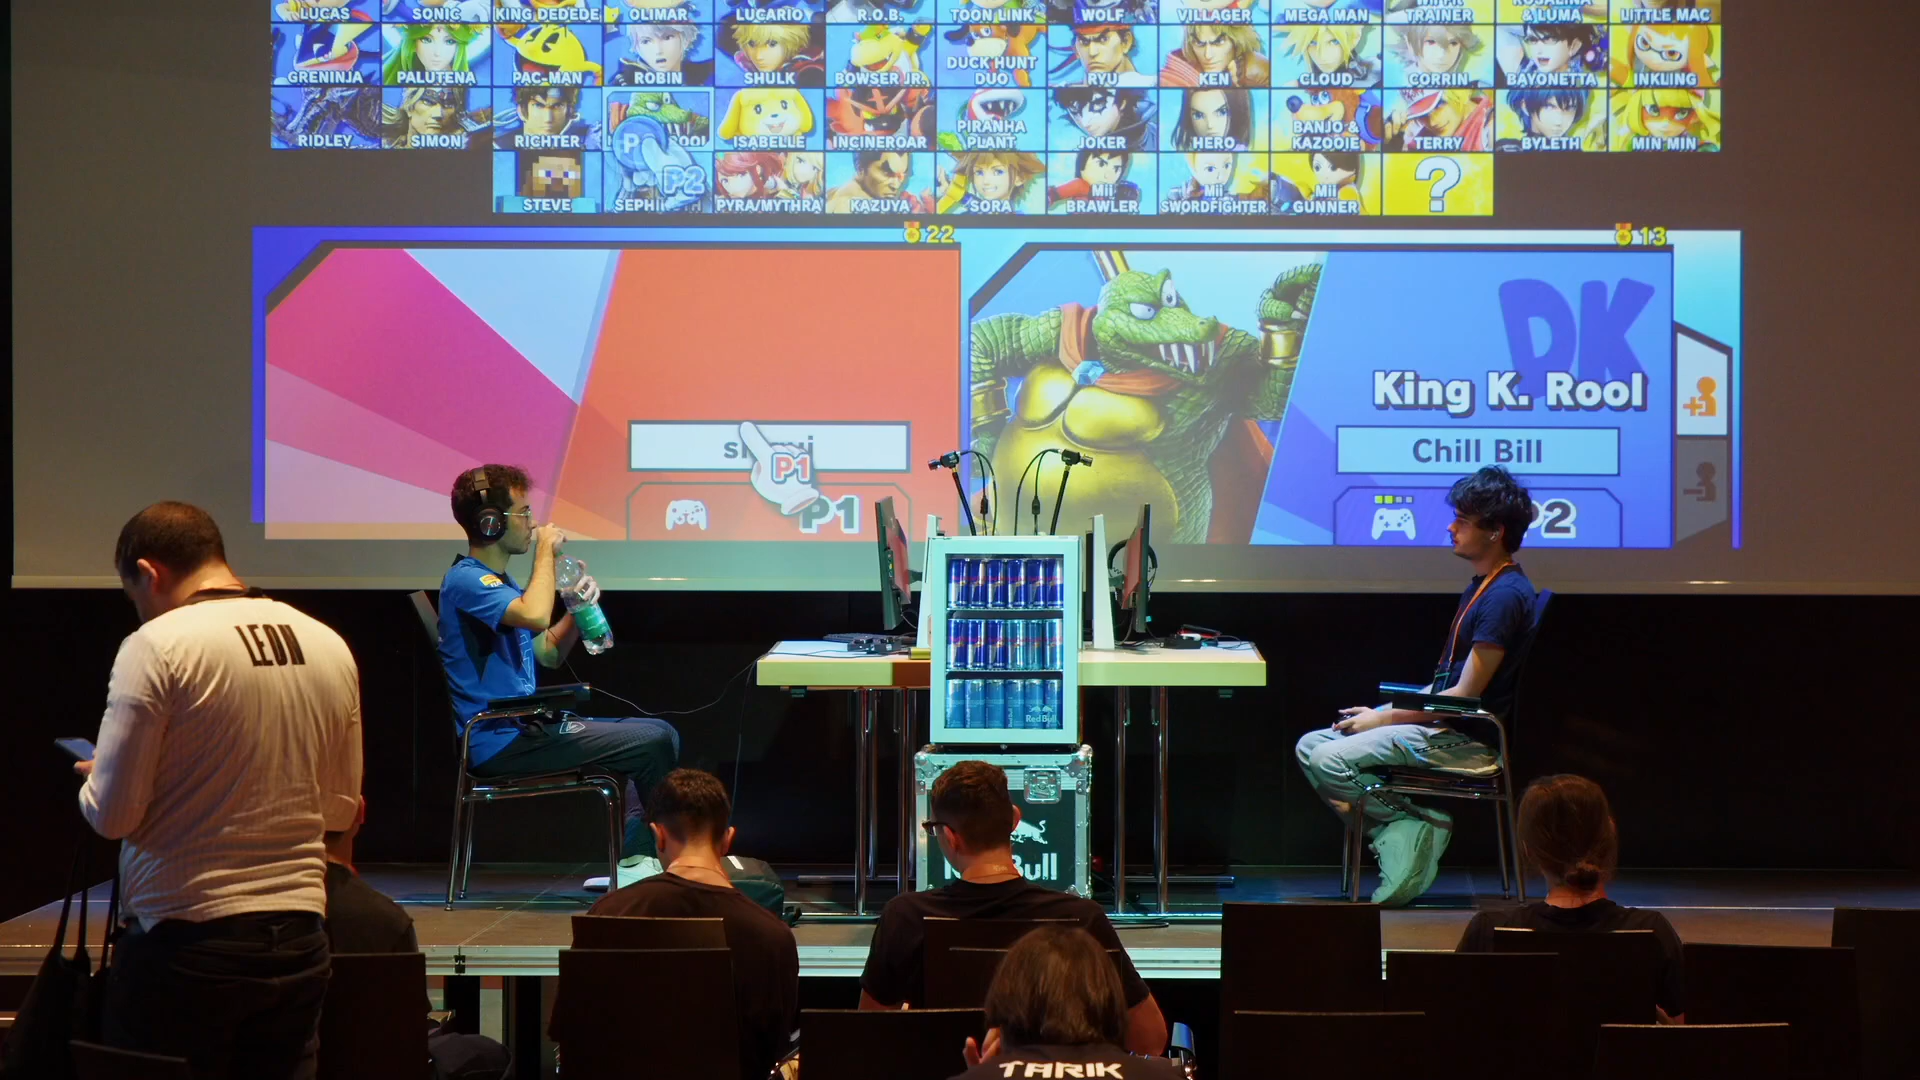 LUCAS SONIC KING DEDEDE OLIMAR LUCARIO R.O.B. TOON LINK WOLF VILLAGER MEGA MAN TRAINER & LUMA LITTLE MAC
GRENINJA PALUTENA PAC-MAN ROBIN SHULK BOWSER JR. DUCK HUNT DUO RYU KEN CLOUD CORRIN BAYONETTA INKLING
RIDLEY SIMON RICHTER ISABELLE INCINEROAR PIRANHA PLANT JOKER HERO BANJO & KAZOOIE TERRY BYLETH MIN MIN
P2
STEVE PYRA/MYTHRA KAZUYA SORA Mii BRAWLER Mii SWORDFIGHTER Mii GUNNER ?
22
13
DK
King K. Rool
Chill Bill
P1
P1
P2
LEON
RedBull
Bull
TARIK